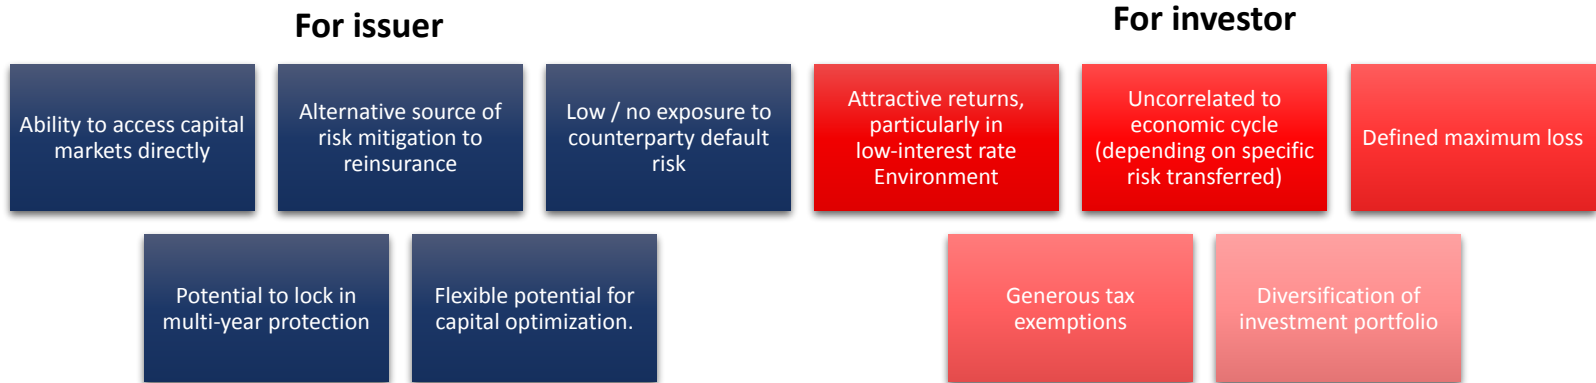 For issuer
Ability to access capital
markets directly
Alternative source of
risk mitigation to
reinsurance
Low / no exposure to
counterparty default
risk
Potential to lock in
multi-year protection
Flexible potential for
capital optimization.
For investor
Attractive returns,
particularly in
low-interest rate
Environment
Uncorrelated to
economic cycle
(depending on specific
risk transferred)
Defined maximum loss
Generous tax
exemptions
Diversification of
investment portfolio